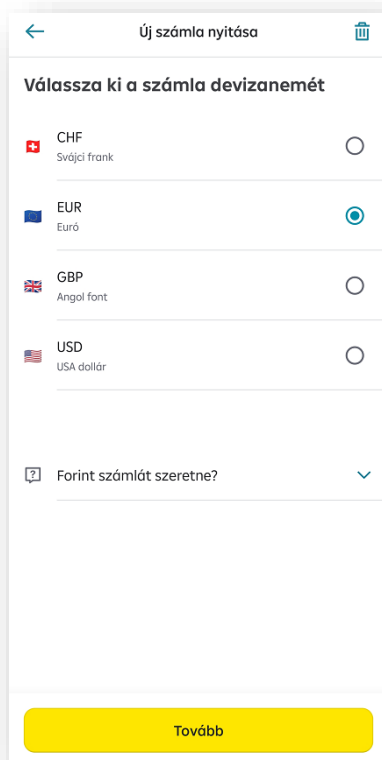 Új számla nyitása
Válassza ki a számla devizanemét
CHF
Svájci frank
EUR
Euró
GBP
Angol font
USD
USA dollár
Forint számlát szeretne?
Tovább